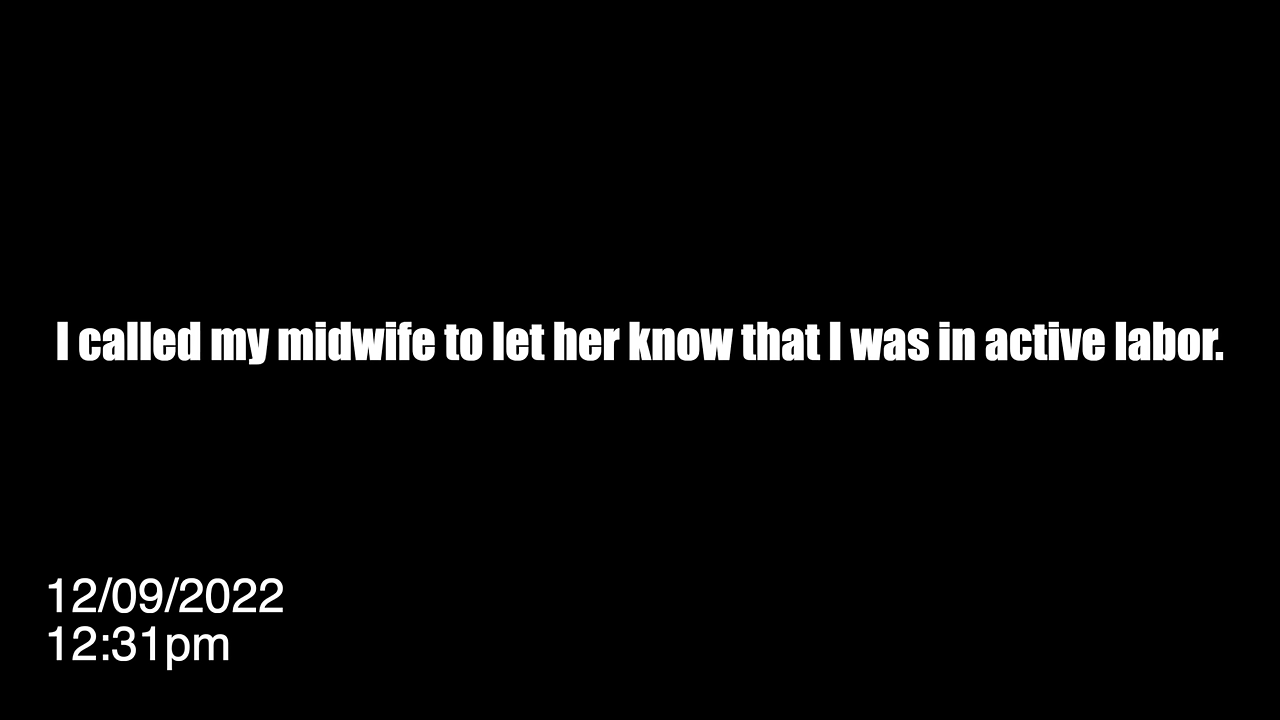 I called my midwife to let her know that I was in active labor.
12/09/2022
12:31pm